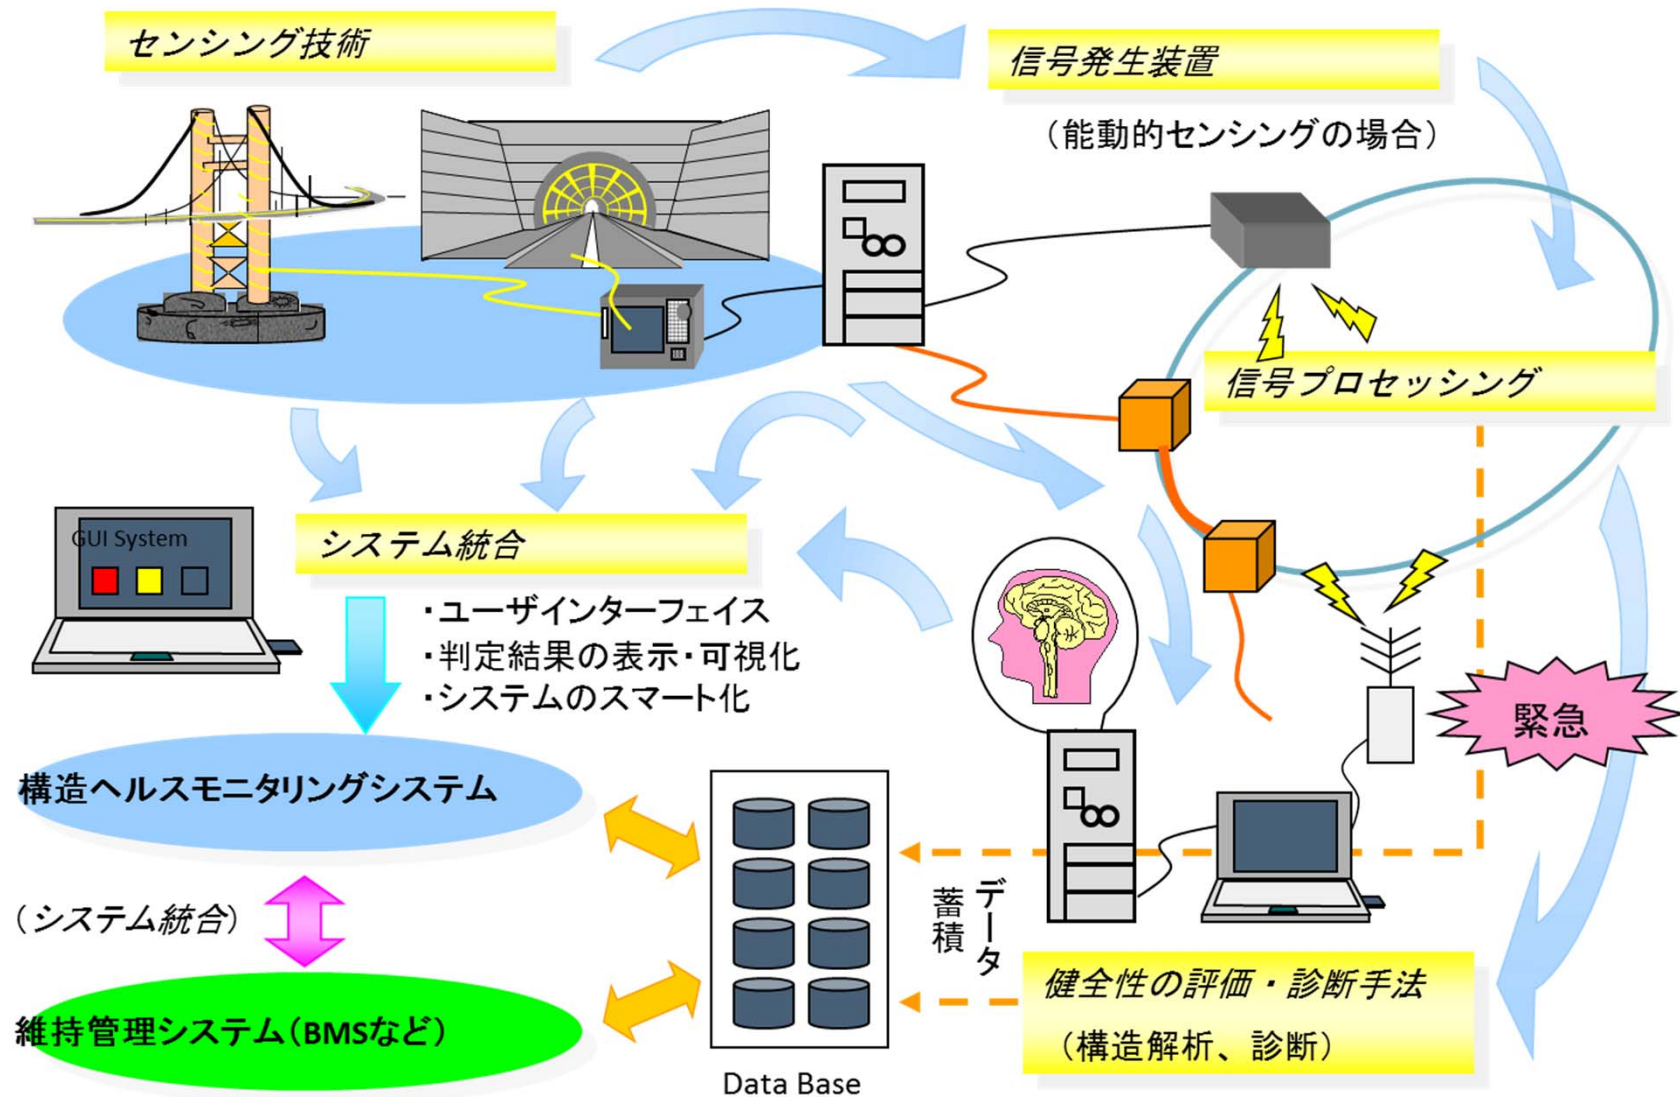 センシング技術
信号発生装置
（能動的センシングの場合）
信号プロセッシング
GUI System
システム統合
・ユーザインターフェイス
・判定結果の表示・可視化
・システムのスマート化
緊急
構造ヘルスモニタリングシステム
（システム統合）
データ
蓄積
維持管理システム（BMSなど）
健全性の評価・診断手法
（構造解析、診断）
Data Base